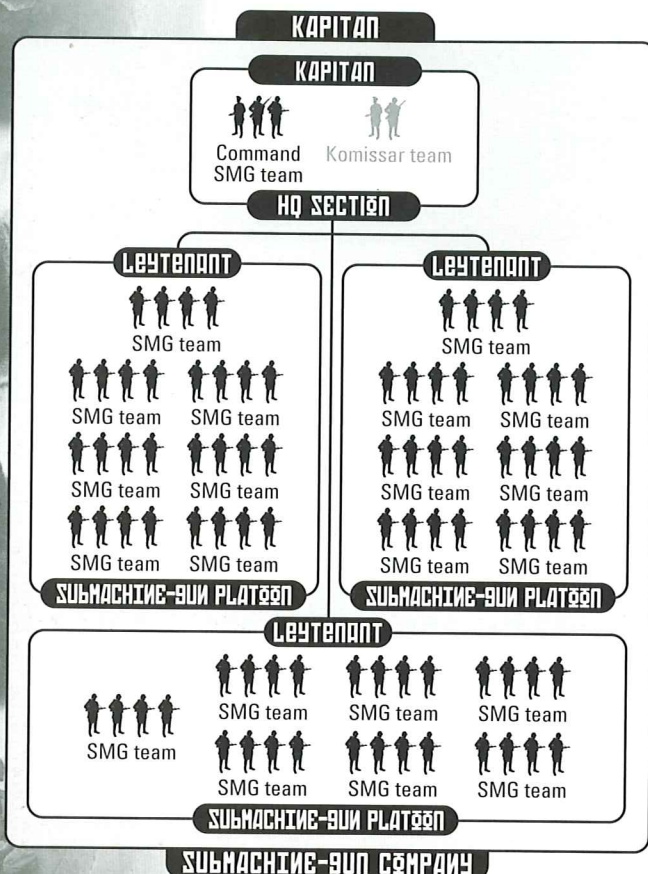 KAPITAN
KAPITAN
Command
SMG team
Komissar team
HQ SECTION
LEYTENANT
SMG team
SMG team SMG team
SMG team SMG team
SMG team SMG team
SUBMACHINE-GUN PLATOON
LEYTENANT
SMG team
SMG team SMG team
SMG team SMG team
SMG team SMG team
SUBMACHINE-GUN PLATOON
LEYTENANT
SMG team
SMG team SMG team SMG team
SMG team SMG team SMG team
SUBMACHINE-GUN PLATOON
SUBMACHINE-GUN COMPANY